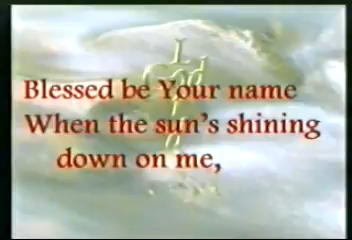 Blessed be Your name
When the sun's shining
down on me,